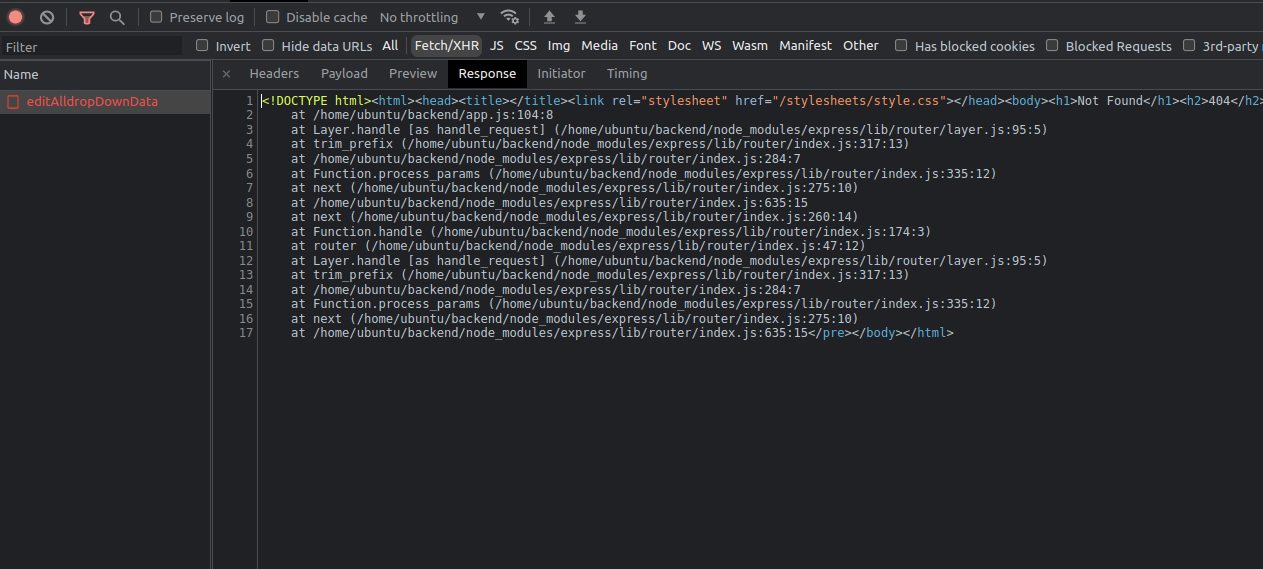 Preserve log Disable cache No throttling
Filter Invert Hide data URLs All Fetch/XHR JS CSS Img Media Font Doc WS Wasm Manifest Other Has blocked cookies Blocked Requests 3rd-party
Name
editAlldropDownData
× Headers Payload Preview Response Initiator Timing
1 <!DOCTYPE html><html><head><title></title><link rel="stylesheet" href="/stylesheets/style.css"></head><body><h1>Not Found</h1><h2>404</h2>
2 at /home/ubuntu/backend/app.js:104:8
3 at Layer.handle [as handle_request] (/home/ubuntu/backend/node_modules/express/lib/router/layer.js:95:5)
4 at trim_prefix (/home/ubuntu/backend/node_modules/express/lib/router/index.js:317:13)
5 at /home/ubuntu/backend/node_modules/express/lib/router/index.js:284:7
6 at Function.process_params (/home/ubuntu/backend/node_modules/express/lib/router/index.js:335:12)
7 at next (/home/ubuntu/backend/node_modules/express/lib/router/index.js:275:10)
8 at /home/ubuntu/backend/node_modules/express/lib/router/index.js:635:15
9 at next (/home/ubuntu/backend/node_modules/express/lib/router/index.js:260:14)
10 at Function.handle (/home/ubuntu/backend/node_modules/express/lib/router/index.js:174:3)
11 at router (/home/ubuntu/backend/node_modules/express/lib/router/index.js:47:12)
12 at Layer.handle [as handle_request] (/home/ubuntu/backend/node_modules/express/lib/router/layer.js:95:5)
13 at trim_prefix (/home/ubuntu/backend/node_modules/express/lib/router/index.js:317:13)
14 at /home/ubuntu/backend/node_modules/express/lib/router/index.js:284:7
15 at Function.process_params (/home/ubuntu/backend/node_modules/express/lib/router/index.js:335:12)
16 at next (/home/ubuntu/backend/node_modules/express/lib/router/index.js:275:10)
17 at /home/ubuntu/backend/node_modules/express/lib/router/index.js:635:15</pre></body></html>